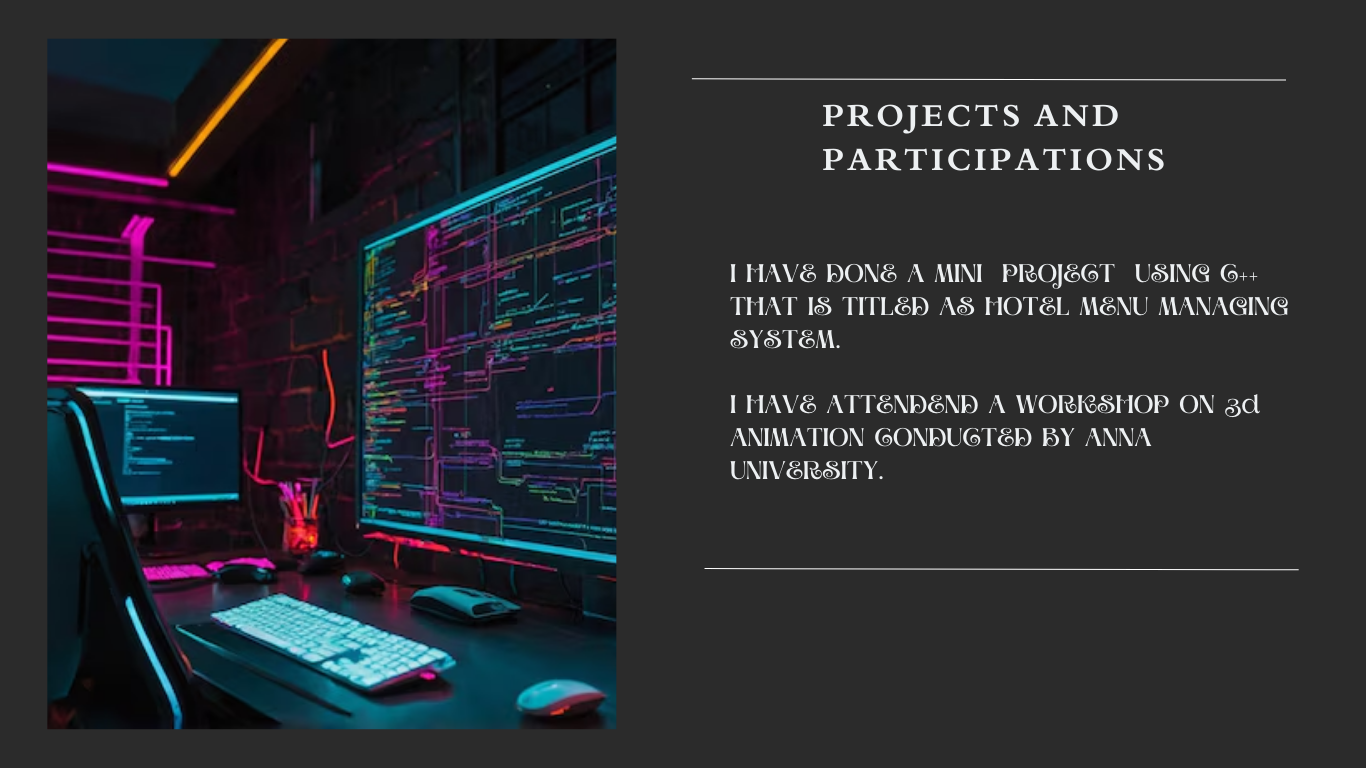 PROJECTS AND
PARTICIPATIONS
I HAVE DONE A MINI PROJECT USING C++
THAT IS TITLED AS HOTEL MENU MANAGING
SYSTEM.
I HAVE ATTENDEND A WORKSHOP ON 3d
ANIMATION CONDUCTED BY ANNA
UNIVERSITY.